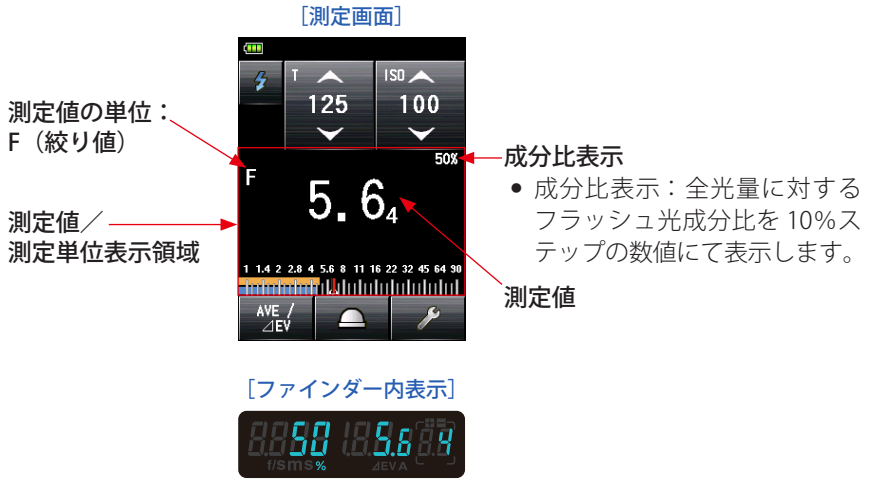 [測定画面]
T
ISO
125
100
測定値の単位：
F（絞り値）
50%
成分比表示
F
5.6
4
• 成分比表示：全光量に対する
フラッシュ光成分比を 10%ス
テップの数値にて表示します。
測定値／
測定単位表示領域
1 1.4 2 2.8 4 5.6 8 11 16 22 32 45 64 90
測定値
AVE /
⊿EV
[ファインダー内表示]
50 5.6 4
f/sms% ⊿EV A